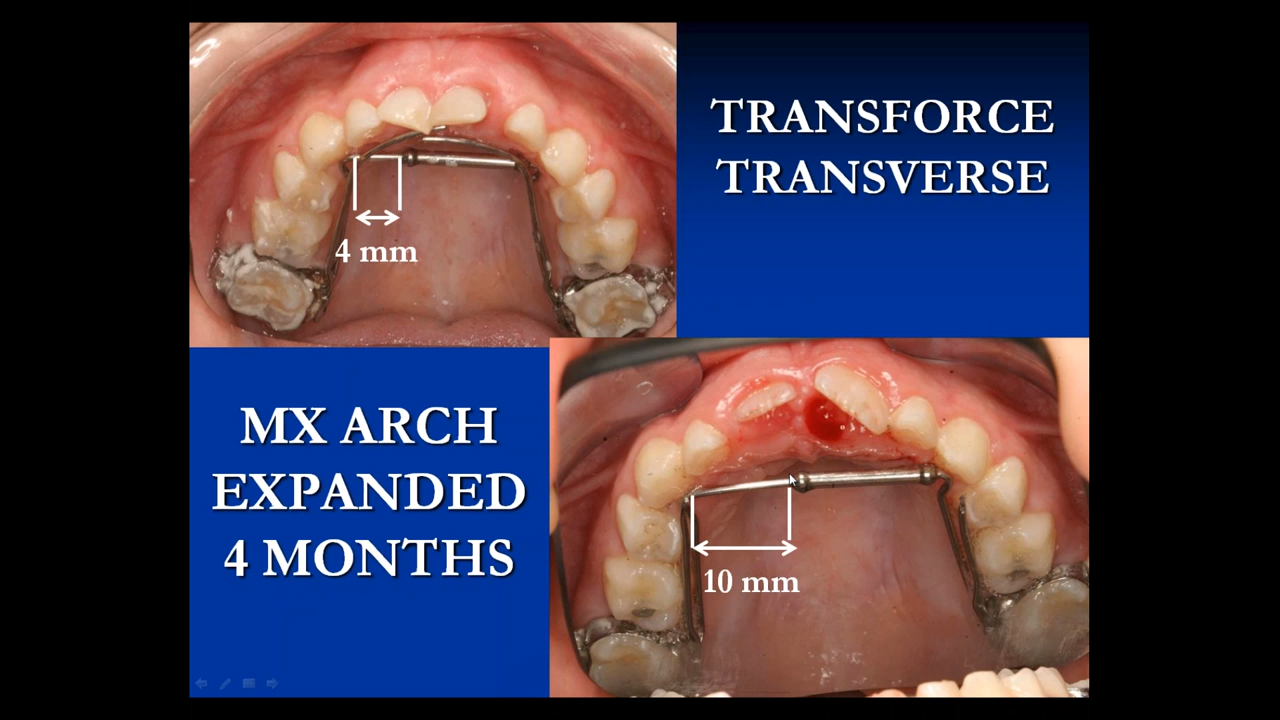 TRANSFORCE
TRANSVERSE
4 mm
MX ARCH
EXPANDED
4 MONTHS
10 mm